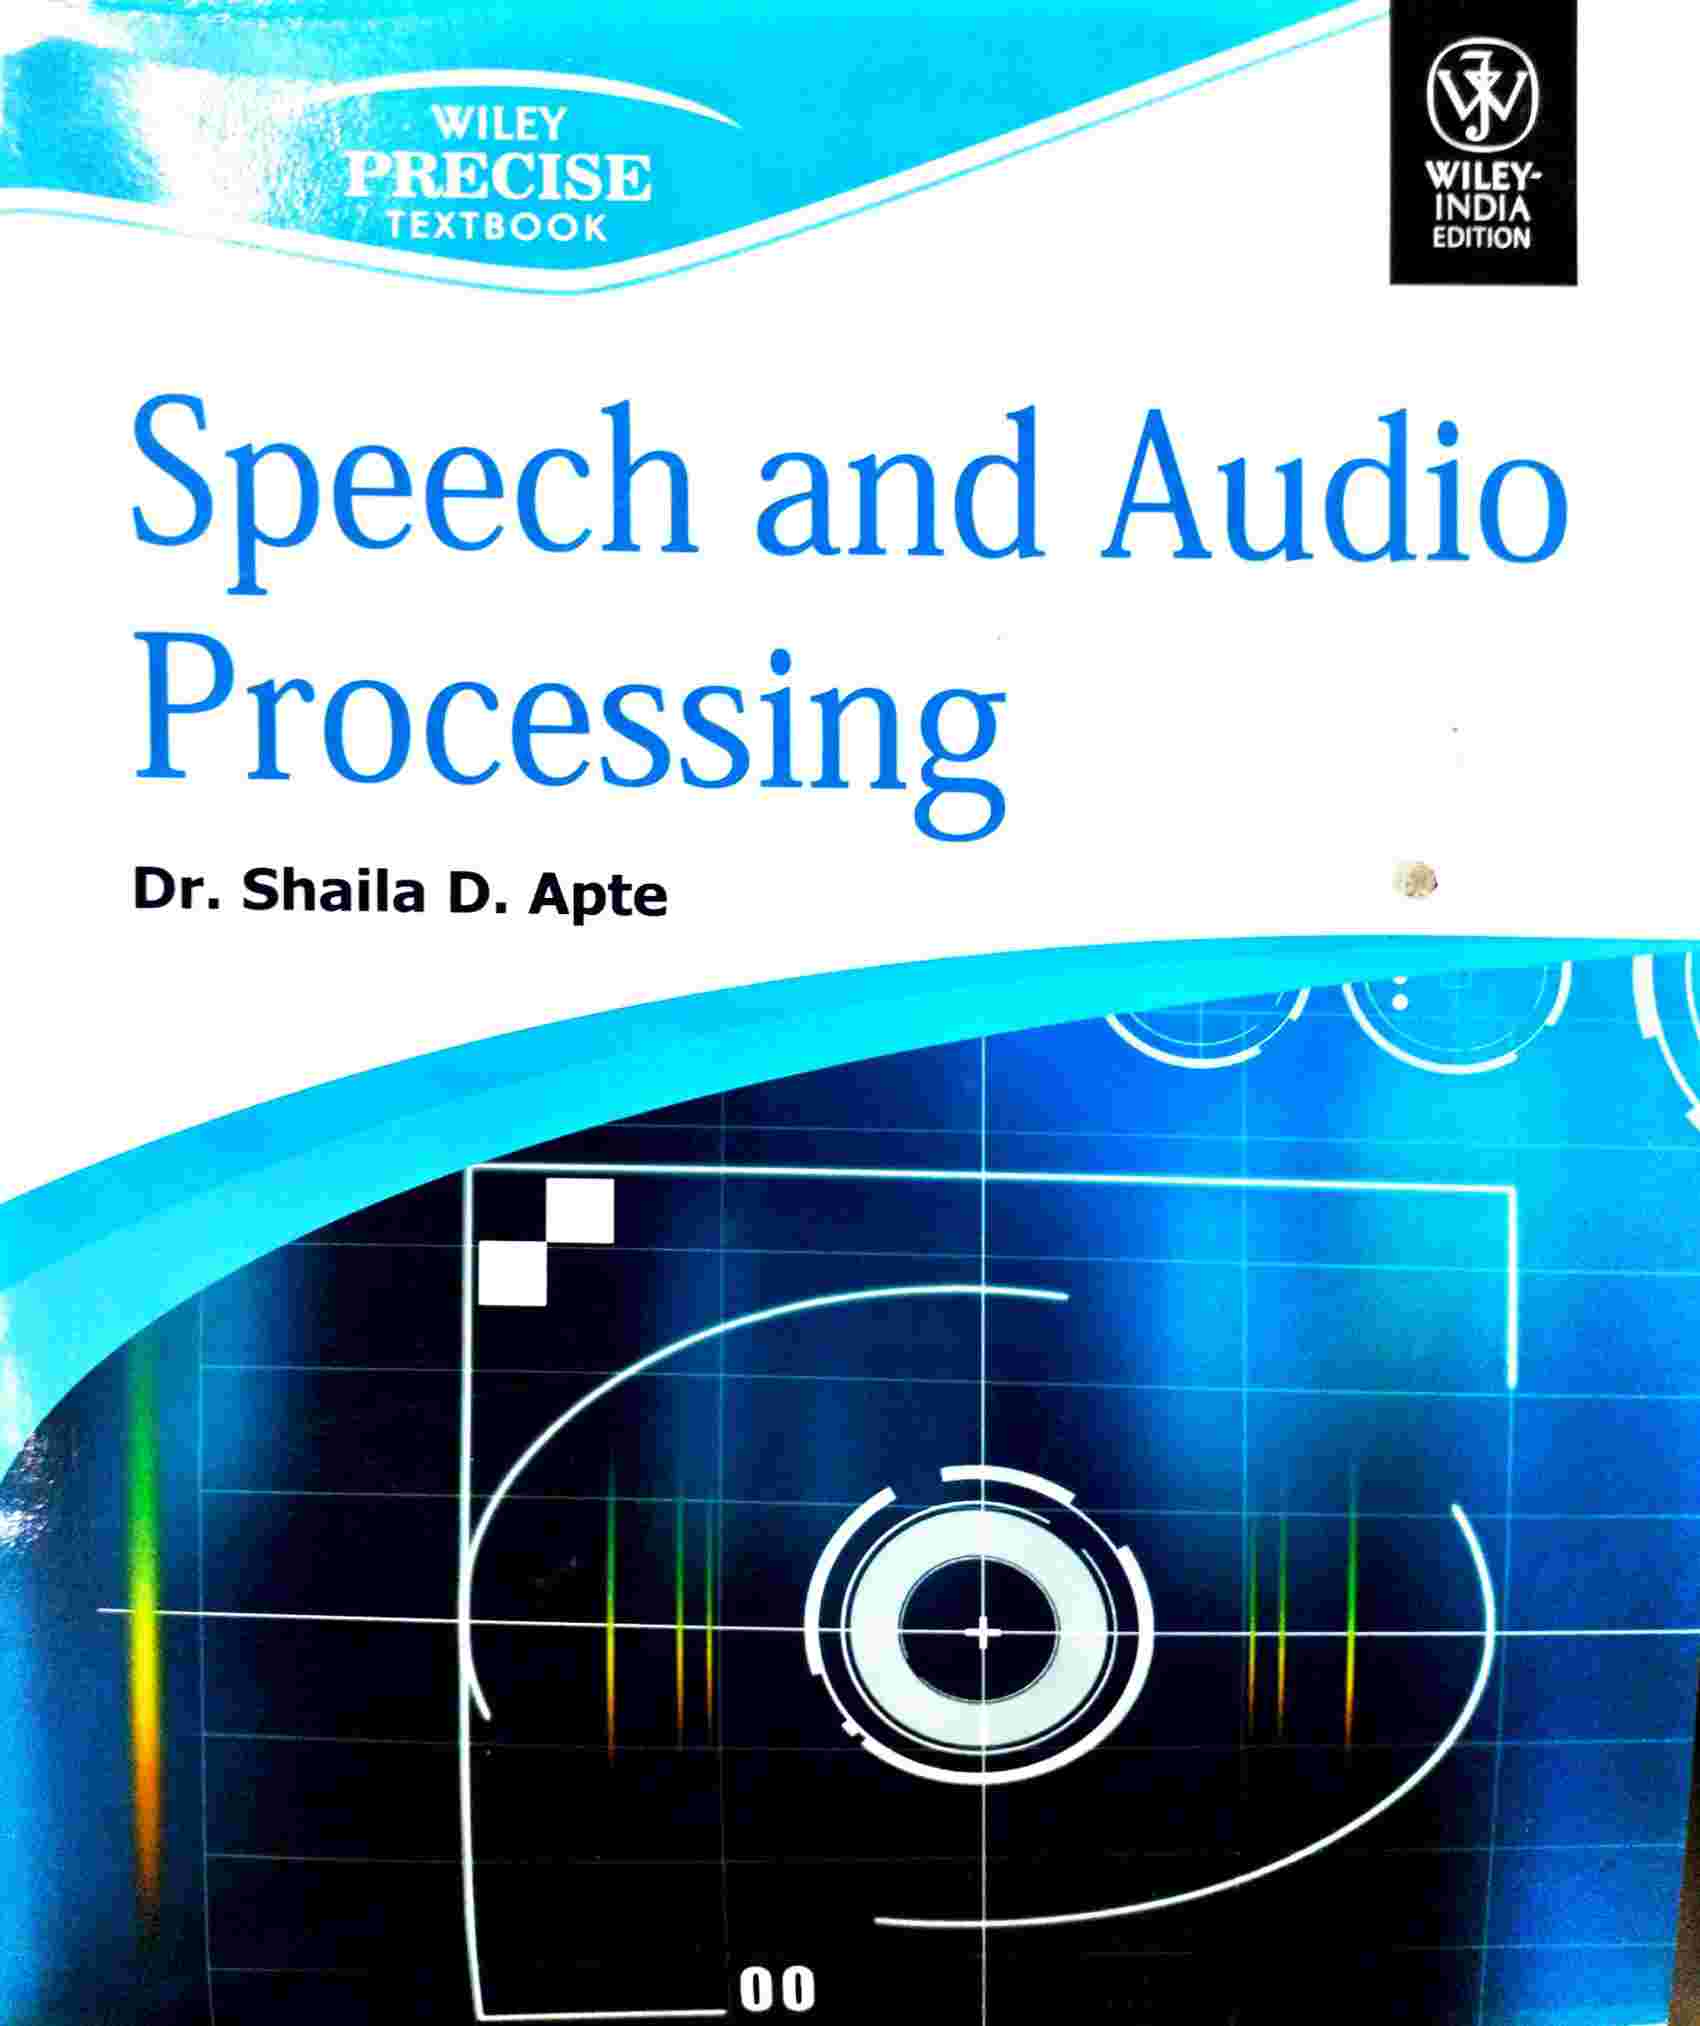 WILEY
PRECISE
TEXTBOOK
WILEY-
INDIA
EDITION
Speech and Audio
Processing
Dr. Shaila D. Apte
00